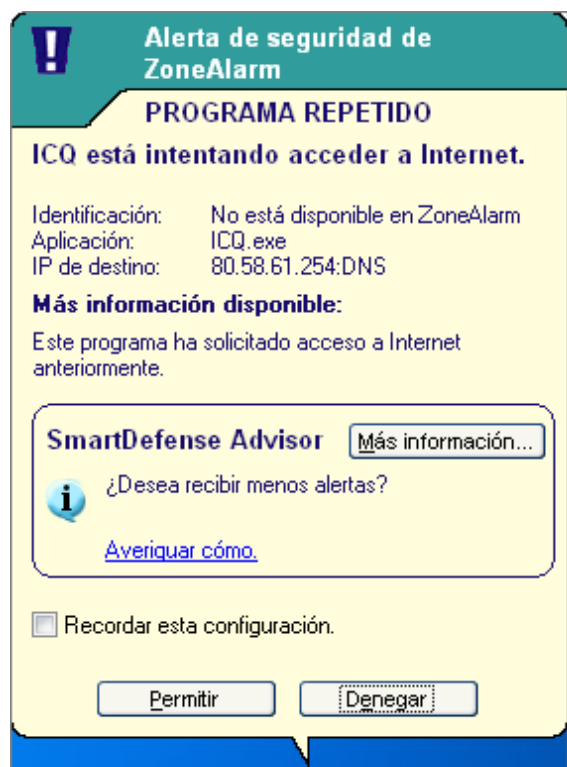 Alerta de seguridad de
ZoneAlarm
PROGRAMA REPETIDO
ICQ está intentando acceder a Internet.
Identificación: No está disponible en ZoneAlarm
Aplicación: ICQ.exe
IP de destino: 80.58.61.254:DNS
Más información disponible:
Este programa ha solicitado acceso a Internet
anteriormente.
SmartDefense Advisor Más información...
¿Desea recibir menos alertas?
Averiguar cómo.
Recordar esta configuración.
Permitir Denegar